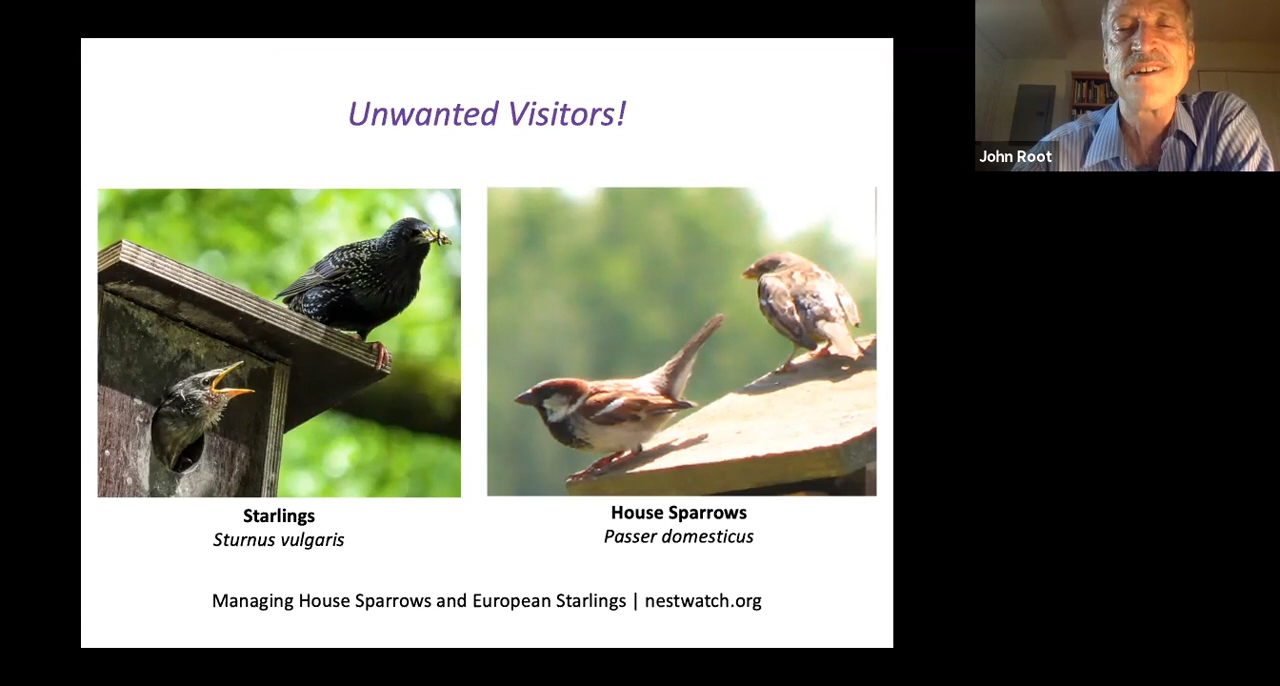 Unwanted Visitors!
John Root
Starlings
Sturnus vulgaris
House Sparrows
Passer domesticus
Managing House Sparrows and European Starlings | nestwatch.org